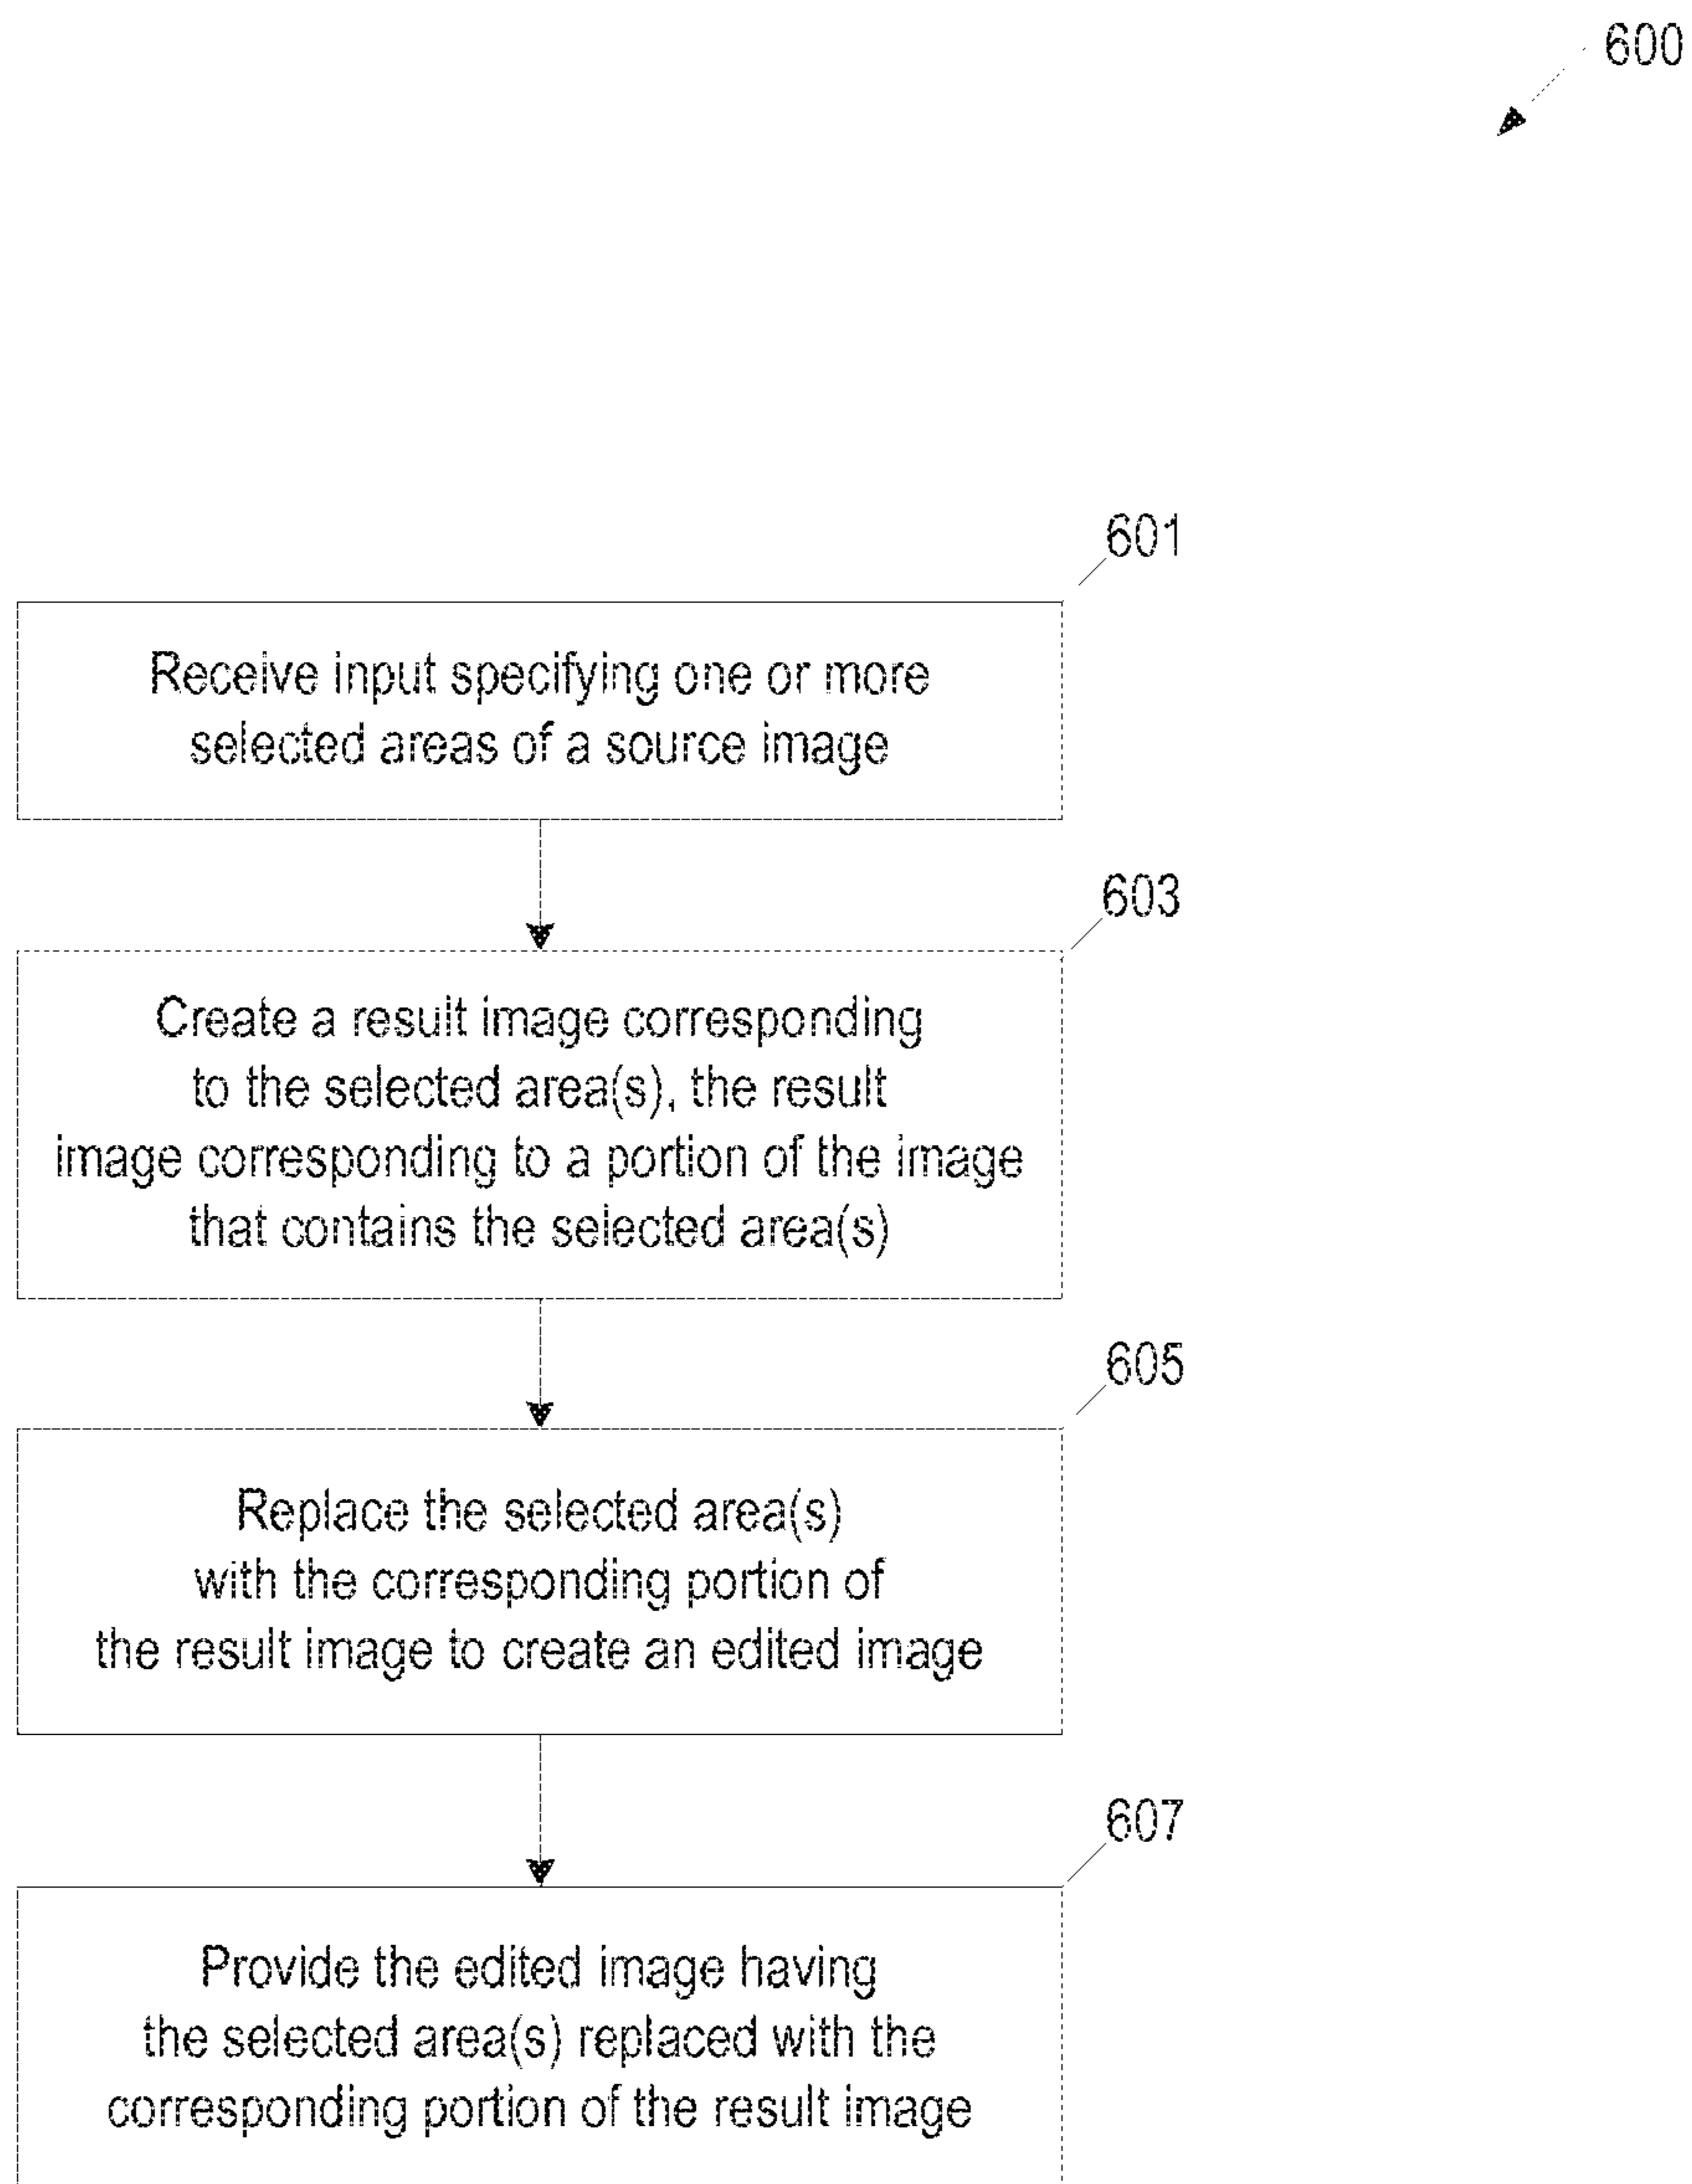 600
601
Receive input specifying one or more
selected areas of a source image
603
Create a result image corresponding
to the selected area(s), the result
image corresponding to a portion of the image
that contains the selected area(s)
605
Replace the selected area(s)
with the corresponding portion of
the result image to create an edited image
607
Provide the edited image having
the selected area(s) replaced with the
corresponding portion of the result image